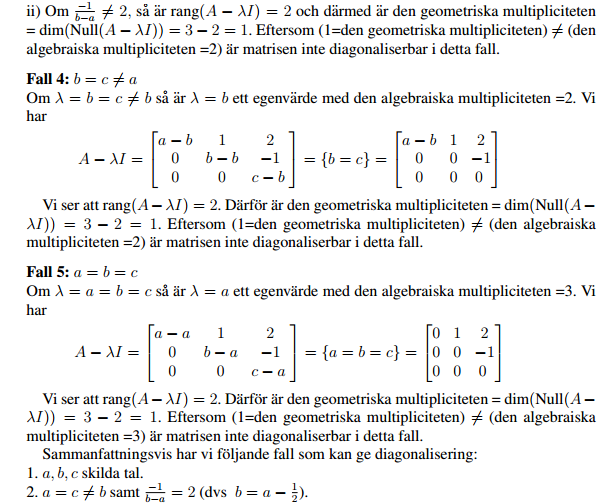 ii) Om $\frac{-1}{b-a} \neq 2$, så är rang$(A - \lambda I) = 2$ och därmed är den geometriska multipliciteten
= dim(Null$(A - \lambda I)) = 3 - 2 = 1$. Eftersom (1=den geometriska multipliciteten) $\neq$ (den
algebraiska multipliciteten =2) är matrisen inte diagonaliserbar i detta fall.
Fall 4: $b = c \neq a$
Om $\lambda = b = c \neq b$ så är $\lambda = b$ ett egenvärde med den algebraiska multipliciteten =2. Vi
har
$A - \lambda I = \begin{bmatrix} a-b & 1 & 2 \\ 0 & b-b & -1 \\ 0 & 0 & c-b \end{bmatrix} = \{b = c\} = \begin{bmatrix} a-b & 1 & 2 \\ 0 & 0 & -1 \\ 0 & 0 & 0 \end{bmatrix}$
Vi ser att rang$(A - \lambda I) = 2$. Därför är den geometriska multipliciteten = dim(Null$(A -$
$\lambda I)) = 3 - 2 = 1$. Eftersom (1=den geometriska multipliciteten) $\neq$ (den algebraiska
multipliciteten =2) är matrisen inte diagonaliserbar i detta fall.
Fall 5: $a = b = c$
Om $\lambda = a = b = c$ så är $\lambda = a$ ett egenvärde med den algebraiska multipliciteten =3. Vi
har
$A - \lambda I = \begin{bmatrix} a-a & 1 & 2 \\ 0 & b-a & -1 \\ 0 & 0 & c-a \end{bmatrix} = \{a = b = c\} = \begin{bmatrix} 0 & 1 & 2 \\ 0 & 0 & -1 \\ 0 & 0 & 0 \end{bmatrix}$
Vi ser att rang$(A - \lambda I) = 2$. Därför är den geometriska multipliciteten = dim(Null$(A -$
$\lambda I)) = 3 - 2 = 1$. Eftersom (1=den geometriska multipliciteten) $\neq$ (den algebraiska
multipliciteten =3) är matrisen inte diagonaliserbar i detta fall.
Sammanfattningsvis har vi följande fall som kan ge diagonalisering:
1. $a, b, c$ skilda tal.
2. $a = c \neq b$ samt $\frac{-1}{b-a} = 2$ (dvs $b = a - \frac{1}{2}$).